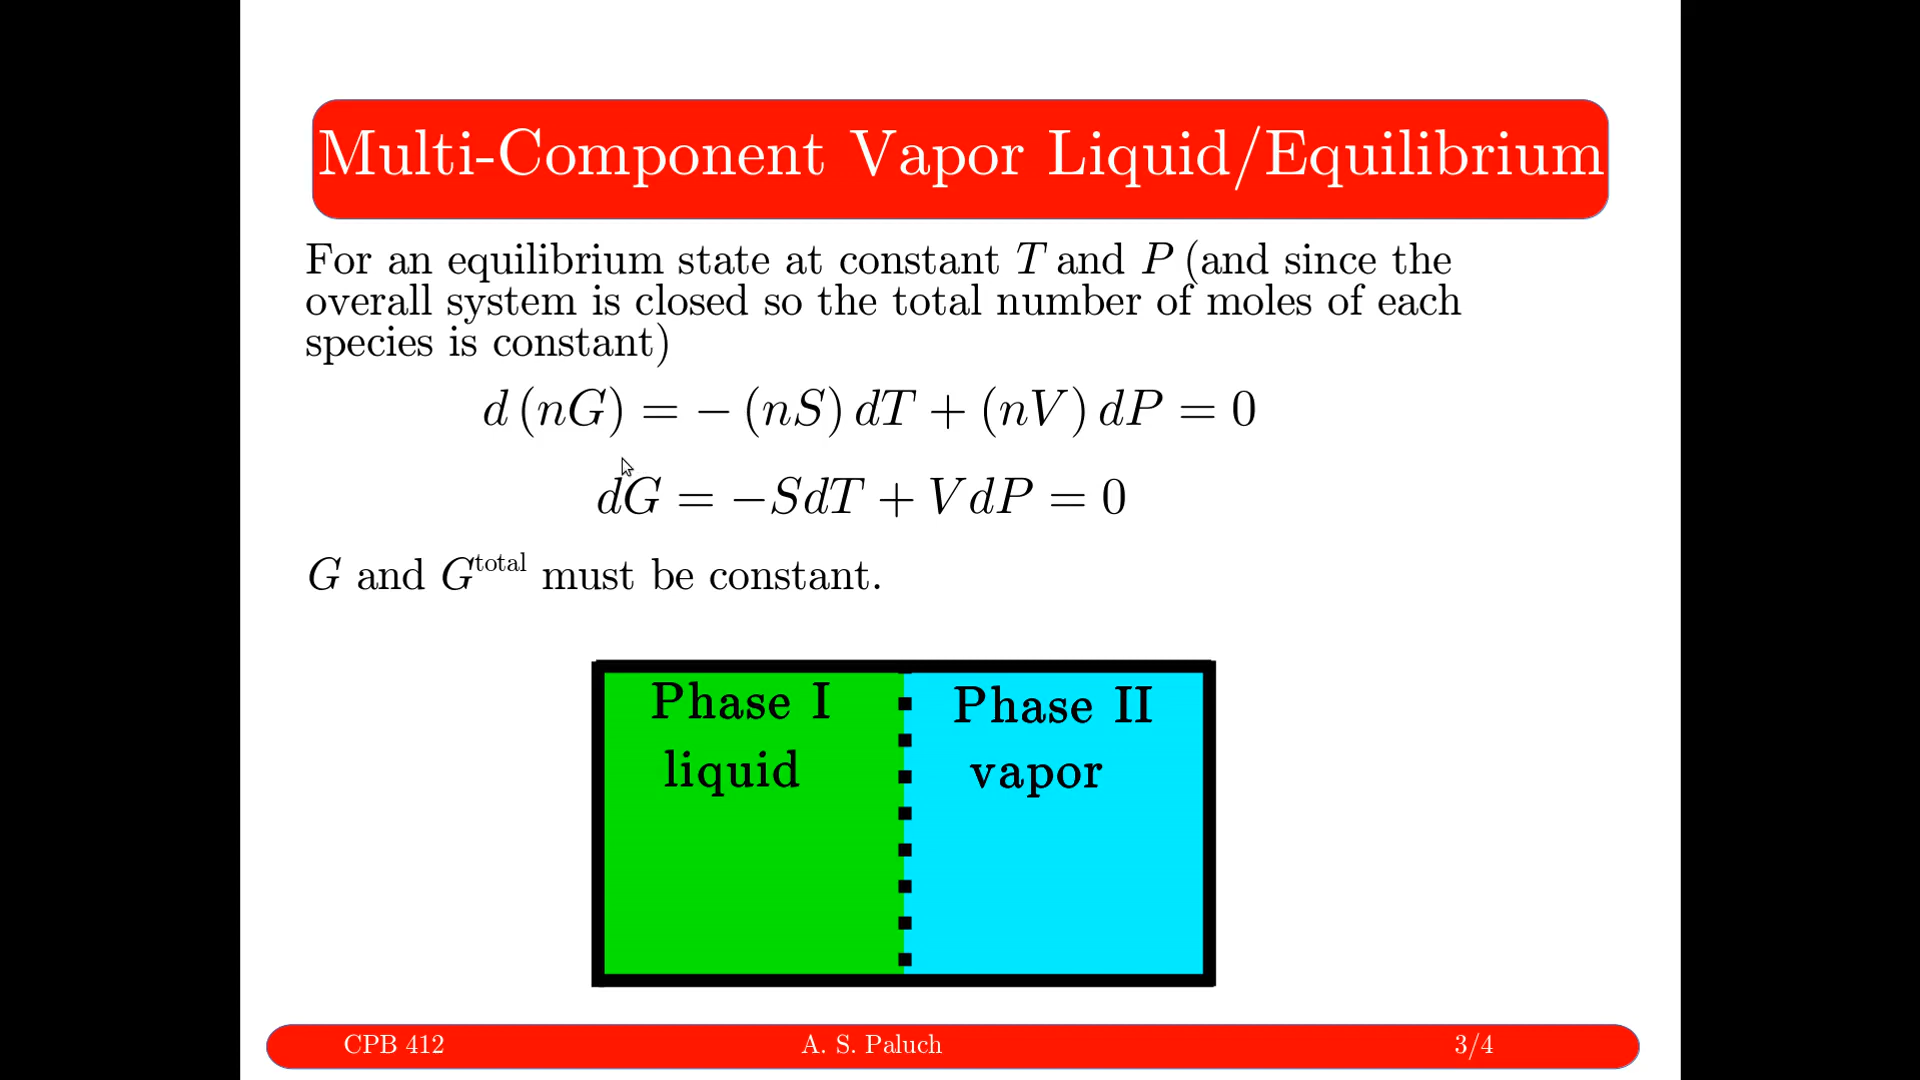 Multi-Component Vapor Liquid/Equilibrium
For an equilibrium state at constant T and P (and since the
overall system is closed so the total number of moles of each
species is constant)
d (nG) = − (nS) dT + (nV) dP = 0
dG = −SdT + VdP = 0
G and G^total must be constant.
Phase I
liquid
Phase II
vapor
CPB 412 A. S. Paluch 3/4